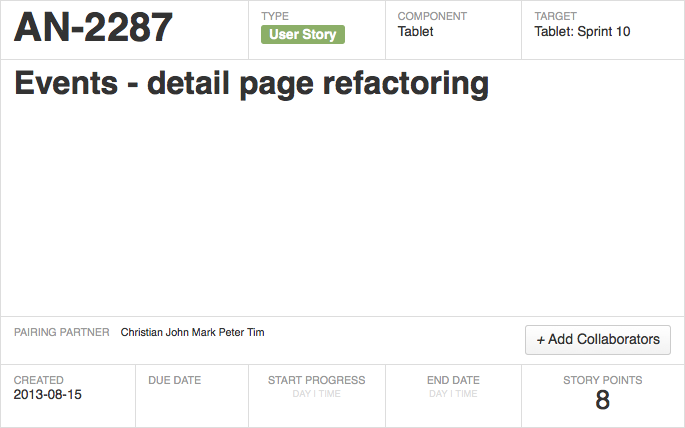 AN-2287
TYPE
User Story
COMPONENT
Tablet
TARGET
Tablet: Sprint 10
Events - detail page refactoring
PAIRING PARTNER Christian John Mark Peter Tim
+ Add Collaborators
CREATED
2013-08-15
DUE DATE
START PROGRESS
DAY | TIME
END DATE
DAY | TIME
STORY POINTS
8